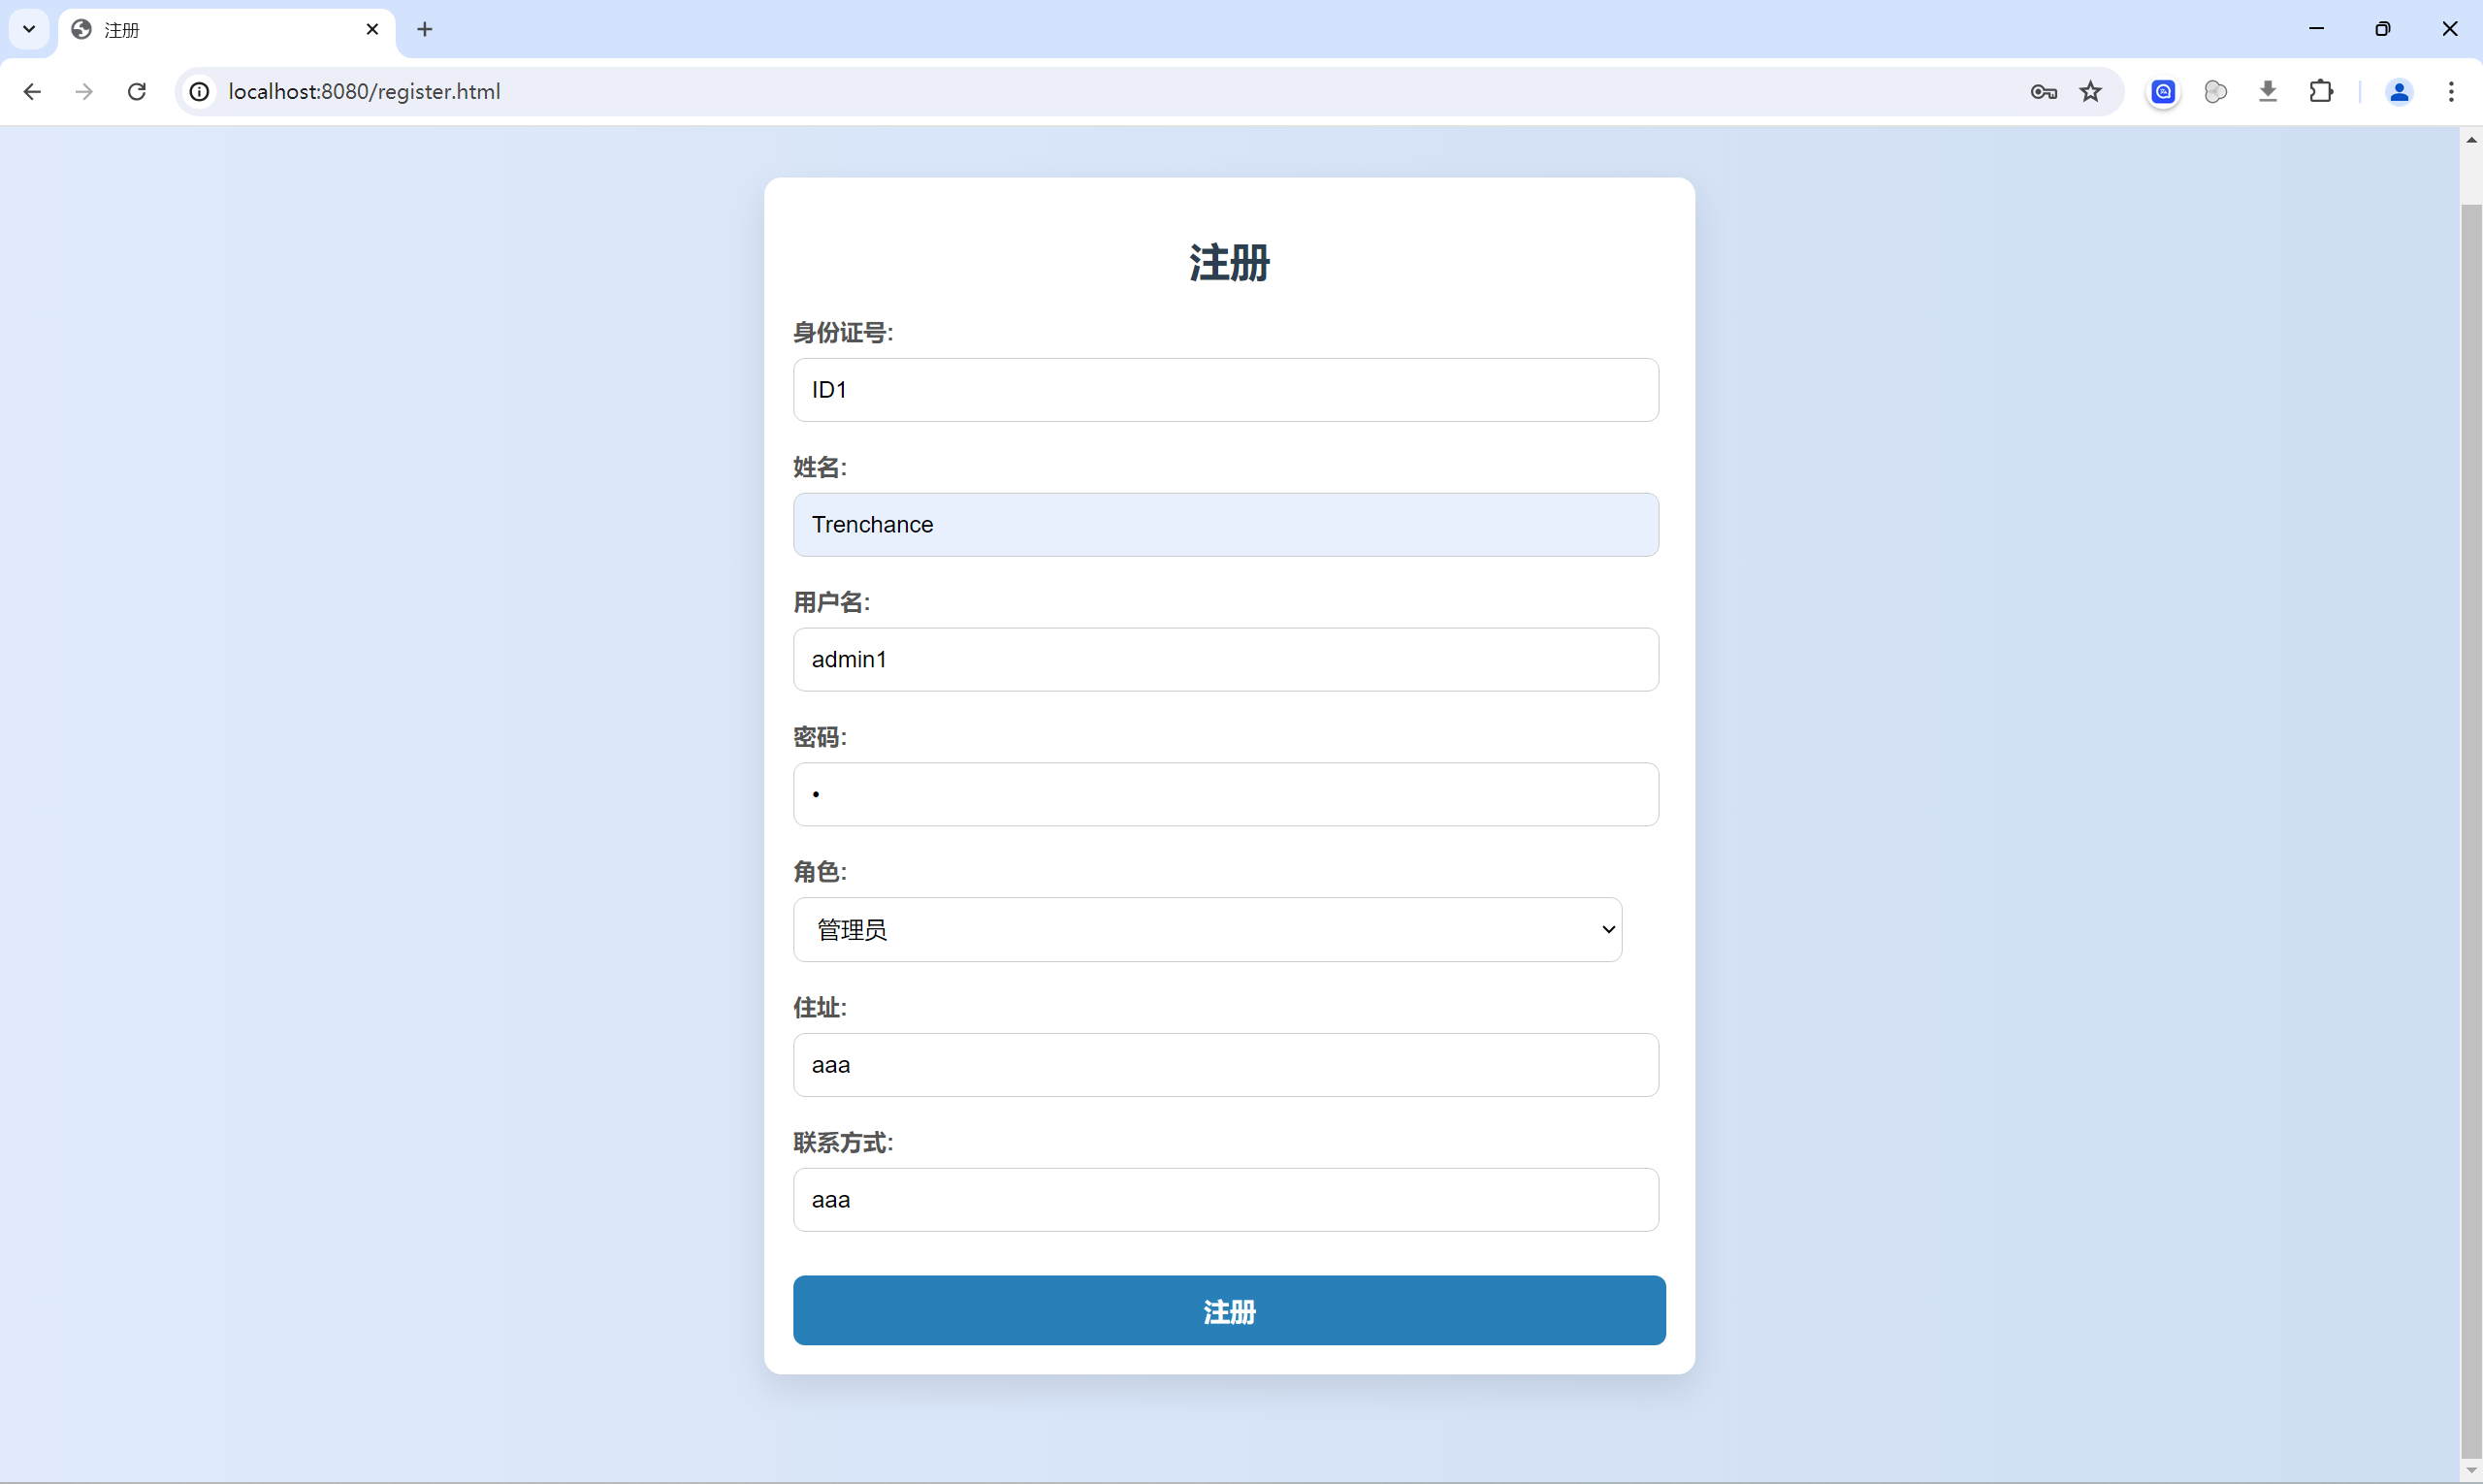 注册
localhost:8080/register.html
注册
身份证号:
ID1
姓名:
Trenchance
用户名:
admin1
密码:
•
角色:
管理员
住址:
aaa
联系方式:
aaa
注册